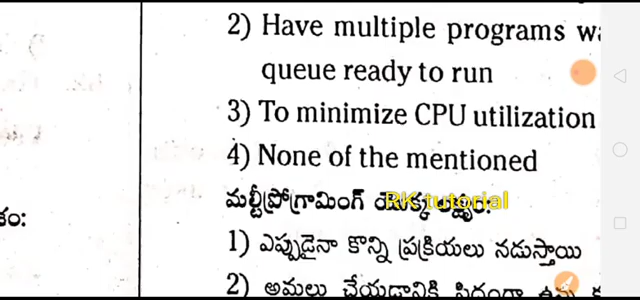 2) Have multiple programs
queue ready to run
3) To minimize CPU utilization
4) None of the mentioned
మల్టీప్రోగ్రామింగ్ యొక్క లక్ష్యం:
RK tutorial
కం:
1) ఎప్పుడైనా కొన్ని ప్రక్రియలు నడుస్తాయి
2) అమలు చేయడానికి సిద్ధంగా